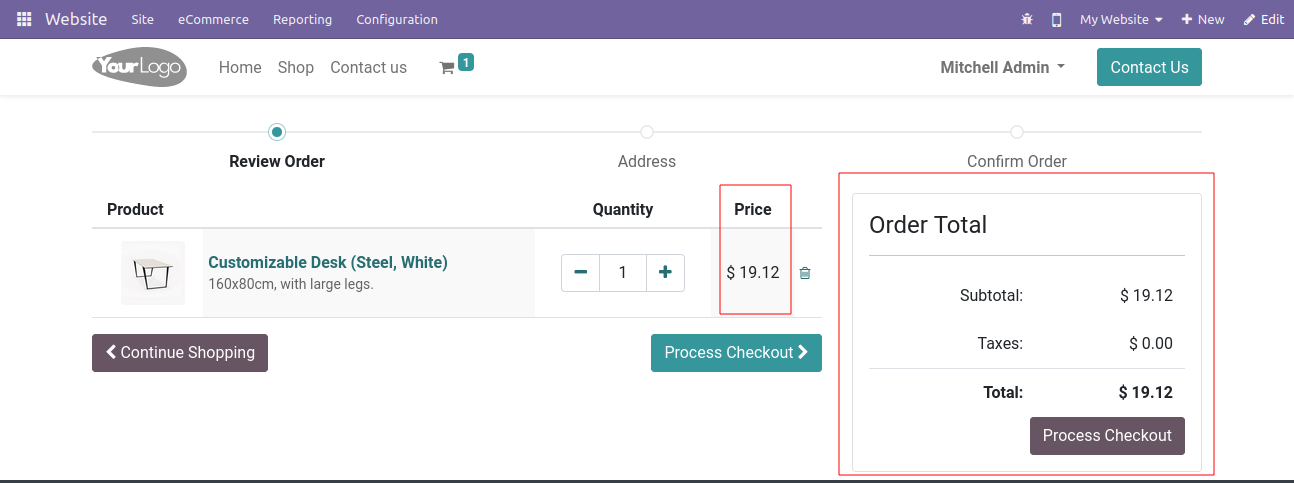 Website Site eCommerce Reporting Configuration My Website New Edit
YourLogo Home Shop Contact us 1 Mitchell Admin Contact Us
Review Order Address Confirm Order
Product Quantity Price
Customizable Desk (Steel, White)
160x80cm, with large legs.
1
$ 19.12
Continue Shopping Process Checkout
Order Total
Subtotal: $ 19.12
Taxes: $ 0.00
Total: $ 19.12
Process Checkout